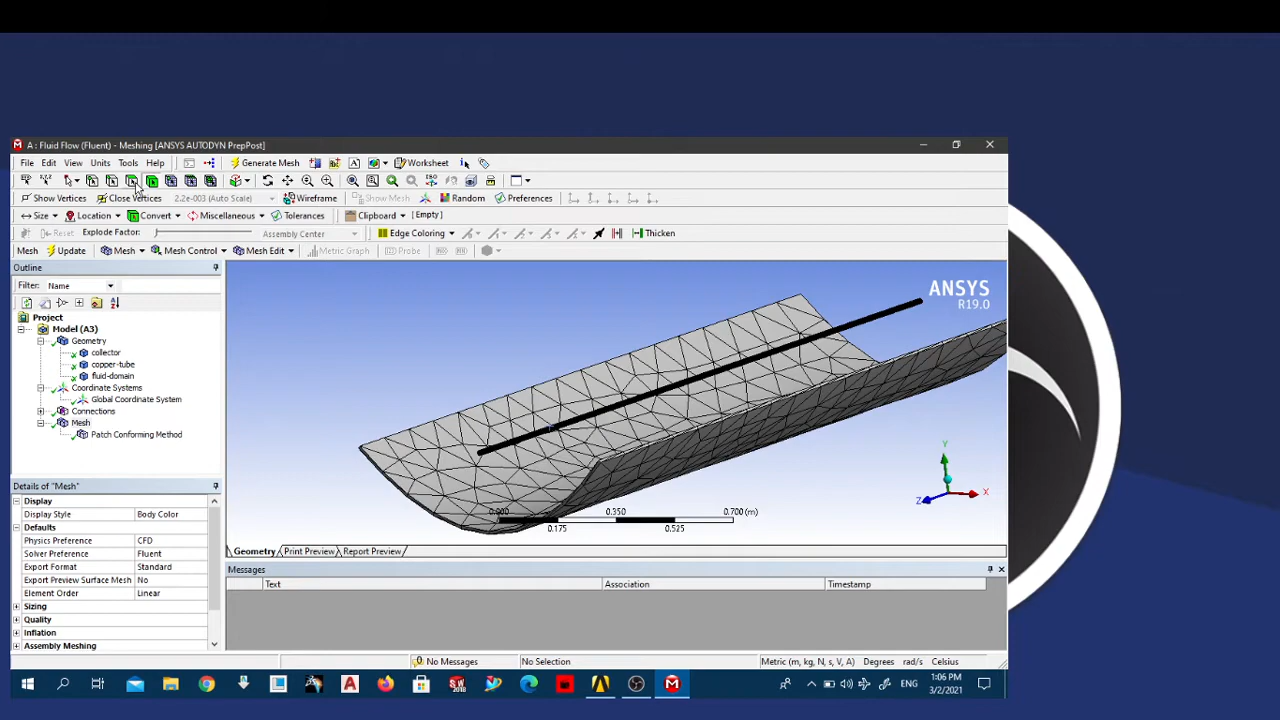 A : Fluid Flow (Fluent) - Meshing [ANSYS AUTODYN PrepPost]
File Edit View Units Tools Help Generate Mesh Worksheet
Show Vertices Close Vertices 2.2e-003 (Auto Scale) Wireframe Show Mesh Random Preferences
Size Location Convert Miscellaneous Tolerances Clipboard [Empty]
Reset Explode Factor: Assembly Center Edge Coloring Thicken
Mesh Update Mesh Mesh Control Mesh Edit Metric Graph Probe
Outline
Filter: Name
Project
Model (A3)
Geometry
collector
copper-tube
fluid-domain
Coordinate Systems
Global Coordinate System
Connections
Mesh
Patch Conforming Method
Details of "Mesh"
Display
Display Style Body Color
Defaults
Physics Preference CFD
Solver Preference Fluent
Export Format Standard
Export Preview Surface Mesh No
Element Order Linear
Sizing
Quality
Inflation
Assembly Meshing
ANSYS
R19.0
Y
X
Z
0.000 0.350 0.700 (m)
0.175 0.525
Geometry Print Preview Report Preview
Messages
Text Association Timestamp
No Messages No Selection Metric (m, kg, N, s, V, A) Degrees rad/s Celsius
ENG 1:06 PM
3/2/2021